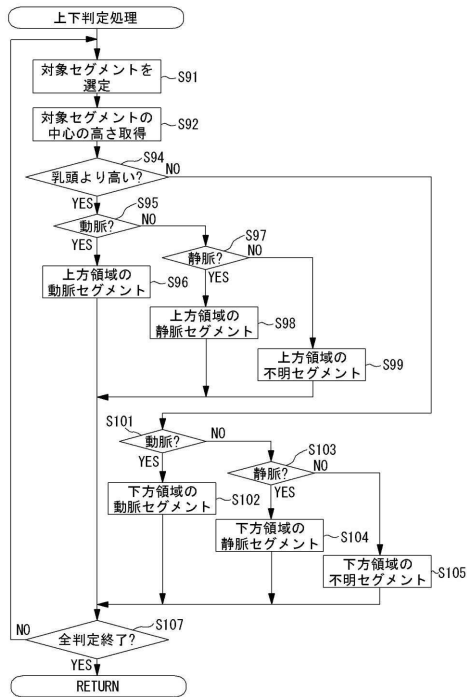 上下判定処理
対象セグメントを
選定
S91
対象セグメントの
中心の高さ取得
S92
乳頭より高い?
S94
NO
YES
動脈?
S95
NO
YES
静脈?
S97
NO
YES
上方領域の
動脈セグメント
S96
上方領域の
静脈セグメント
S98
上方領域の
不明セグメント
S99
S101
動脈?
NO
YES
S103
静脈?
NO
YES
下方領域の
動脈セグメント
S102
下方領域の
静脈セグメント
S104
下方領域の
不明セグメント
S105
NO
全判定終了?
S107
YES
RETURN